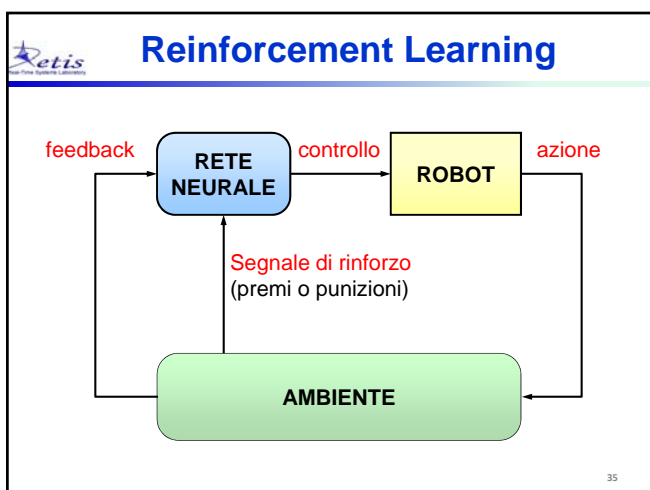 Retis
Real-Time Systems Laboratory
Reinforcement Learning
feedback
RETE
NEURALE
controllo
ROBOT
azione
Segnale di rinforzo
(premi o punizioni)
AMBIENTE
35